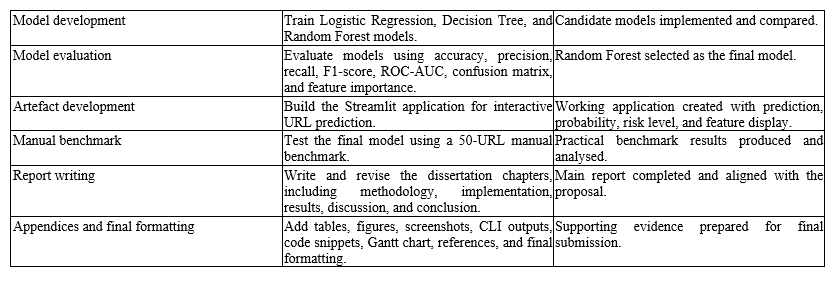 Model development
Train Logistic Regression, Decision Tree, and
Random Forest models.
Candidate models implemented and compared.
Model evaluation
Evaluate models using accuracy, precision,
recall, F1-score, ROC-AUC, confusion matrix,
and feature importance.
Random Forest selected as the final model.
Artefact development
Build the Streamlit application for interactive
URL prediction.
Working application created with prediction,
probability, risk level, and feature display.
Manual benchmark
Test the final model using a 50-URL manual
benchmark.
Practical benchmark results produced and
analysed.
Report writing
Write and revise the dissertation chapters,
including methodology, implementation,
results, discussion, and conclusion.
Main report completed and aligned with the
proposal.
Appendices and final formatting
Add tables, figures, screenshots, CLI outputs,
code snippets, Gantt chart, references, and final
formatting.
Supporting evidence prepared for final
submission.